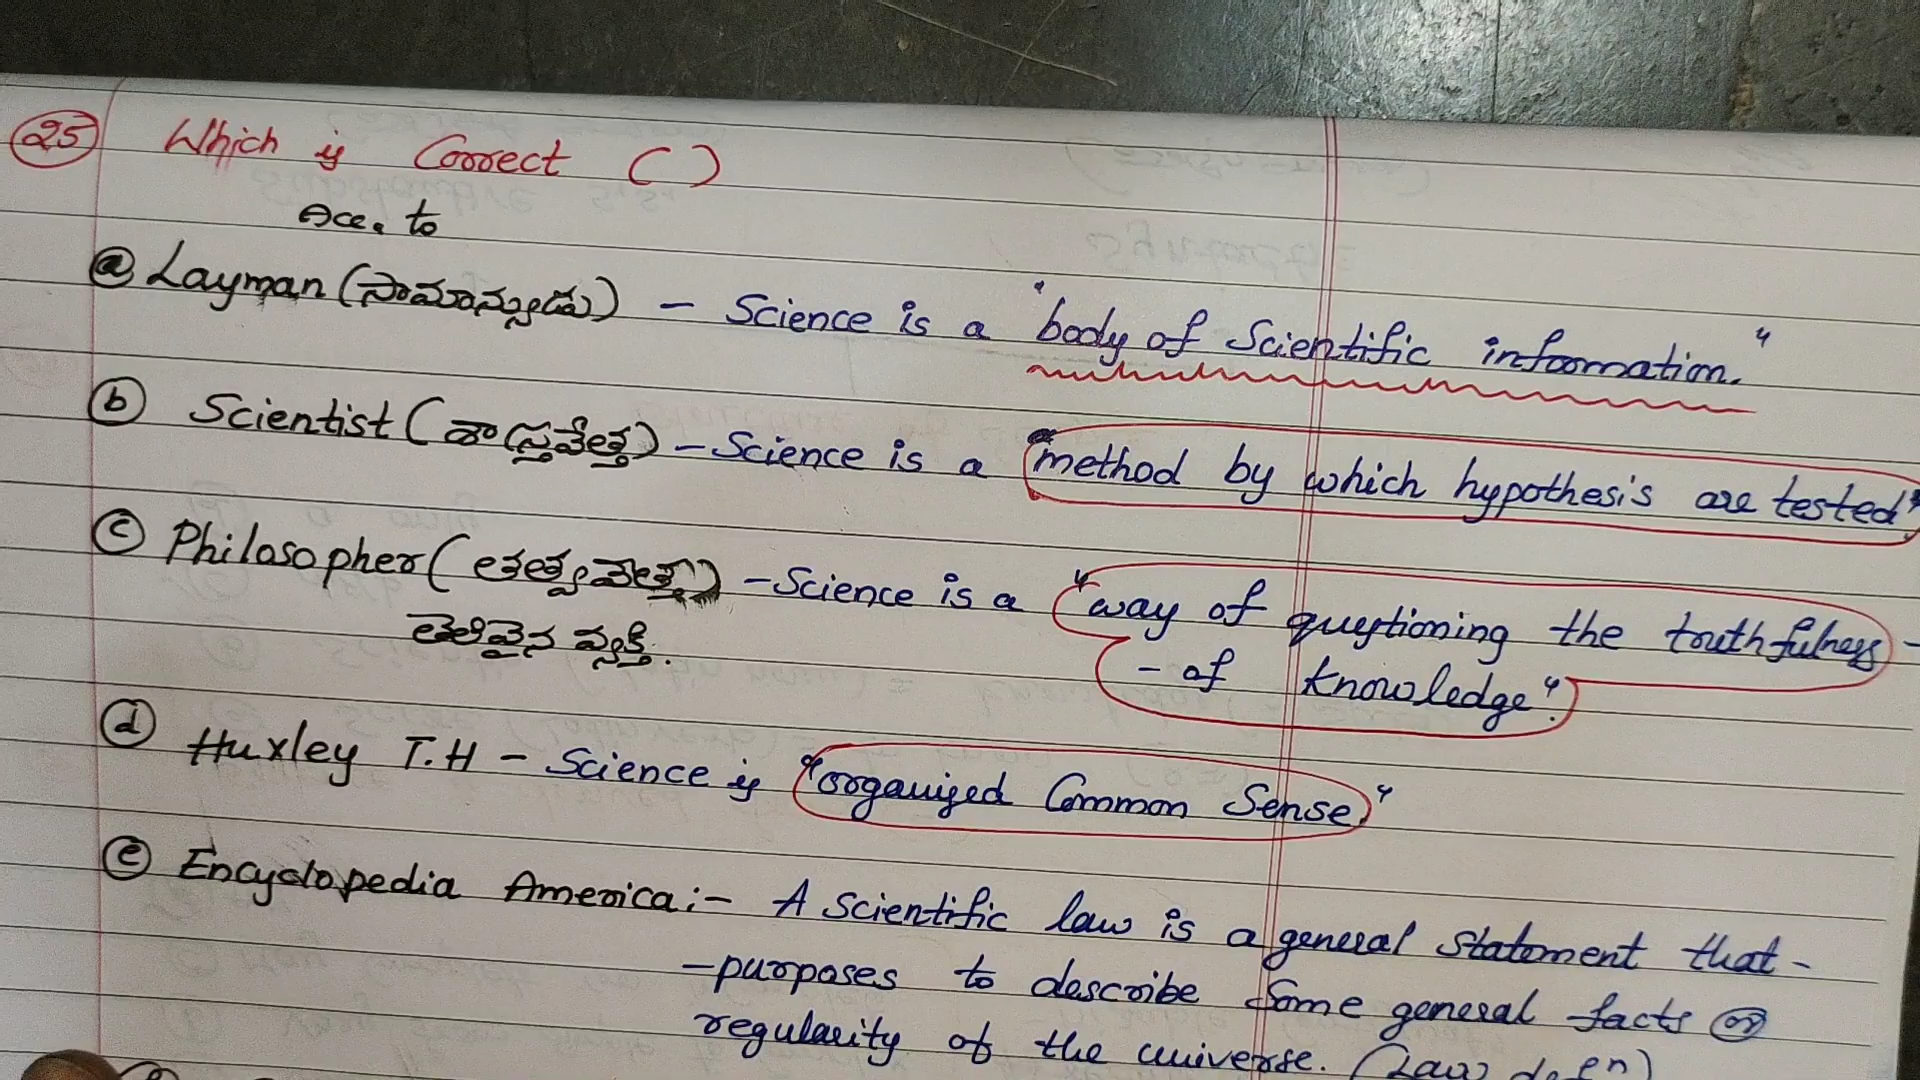 25 Which is Correct ( )
Acc. to
a Layman (సామాన్యుడు) - Science is a "body of Scientific information."
b Scientist (శాస్త్రవేత్త) - Science is a "method by which hypothesis are tested"
c Philosopher (తత్వవేత్త) - Science is a "way of questioning the truthfulness -
తెలివైన వ్యక్తి. - of knowledge".
d Huxley T.H - Science is "organized Common Sense."
e Encyclopedia America :- A scientific law is a general statement that -
- purposes to describe some general facts or
regularity of the universe. (Law defn)